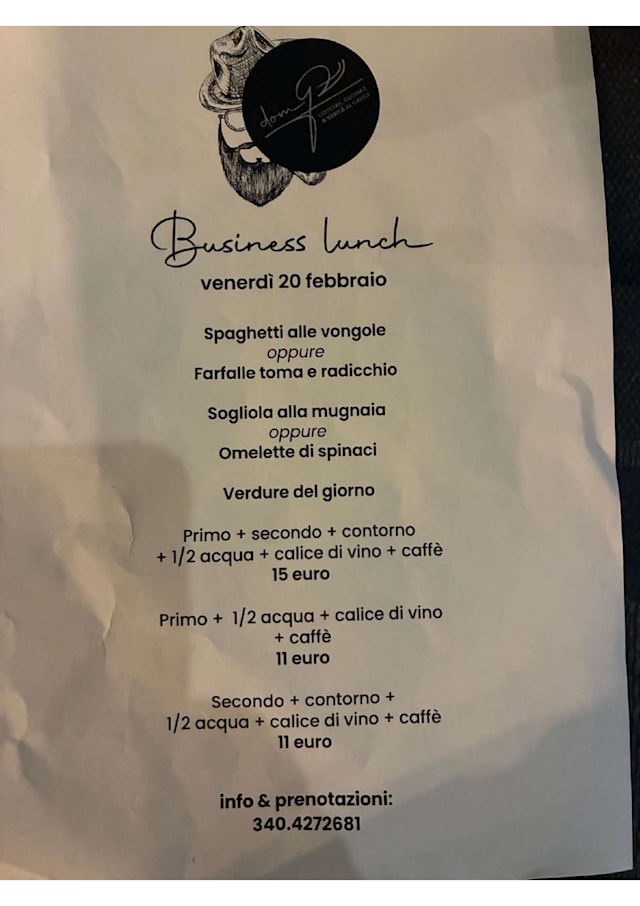 dom
Business lunch
venerdì 20 febbraio
Spaghetti alle vongole
oppure
Farfalle toma e radicchio
Sogliola alla mugnaia
oppure
Omelette di spinaci
Verdure del giorno
Primo + secondo + contorno
+ 1/2 acqua + calice di vino + caffè
15 euro
Primo + 1/2 acqua + calice di vino
+ caffè
11 euro
Secondo + contorno +
1/2 acqua + calice di vino + caffè
11 euro
info & prenotazioni:
340.4272681